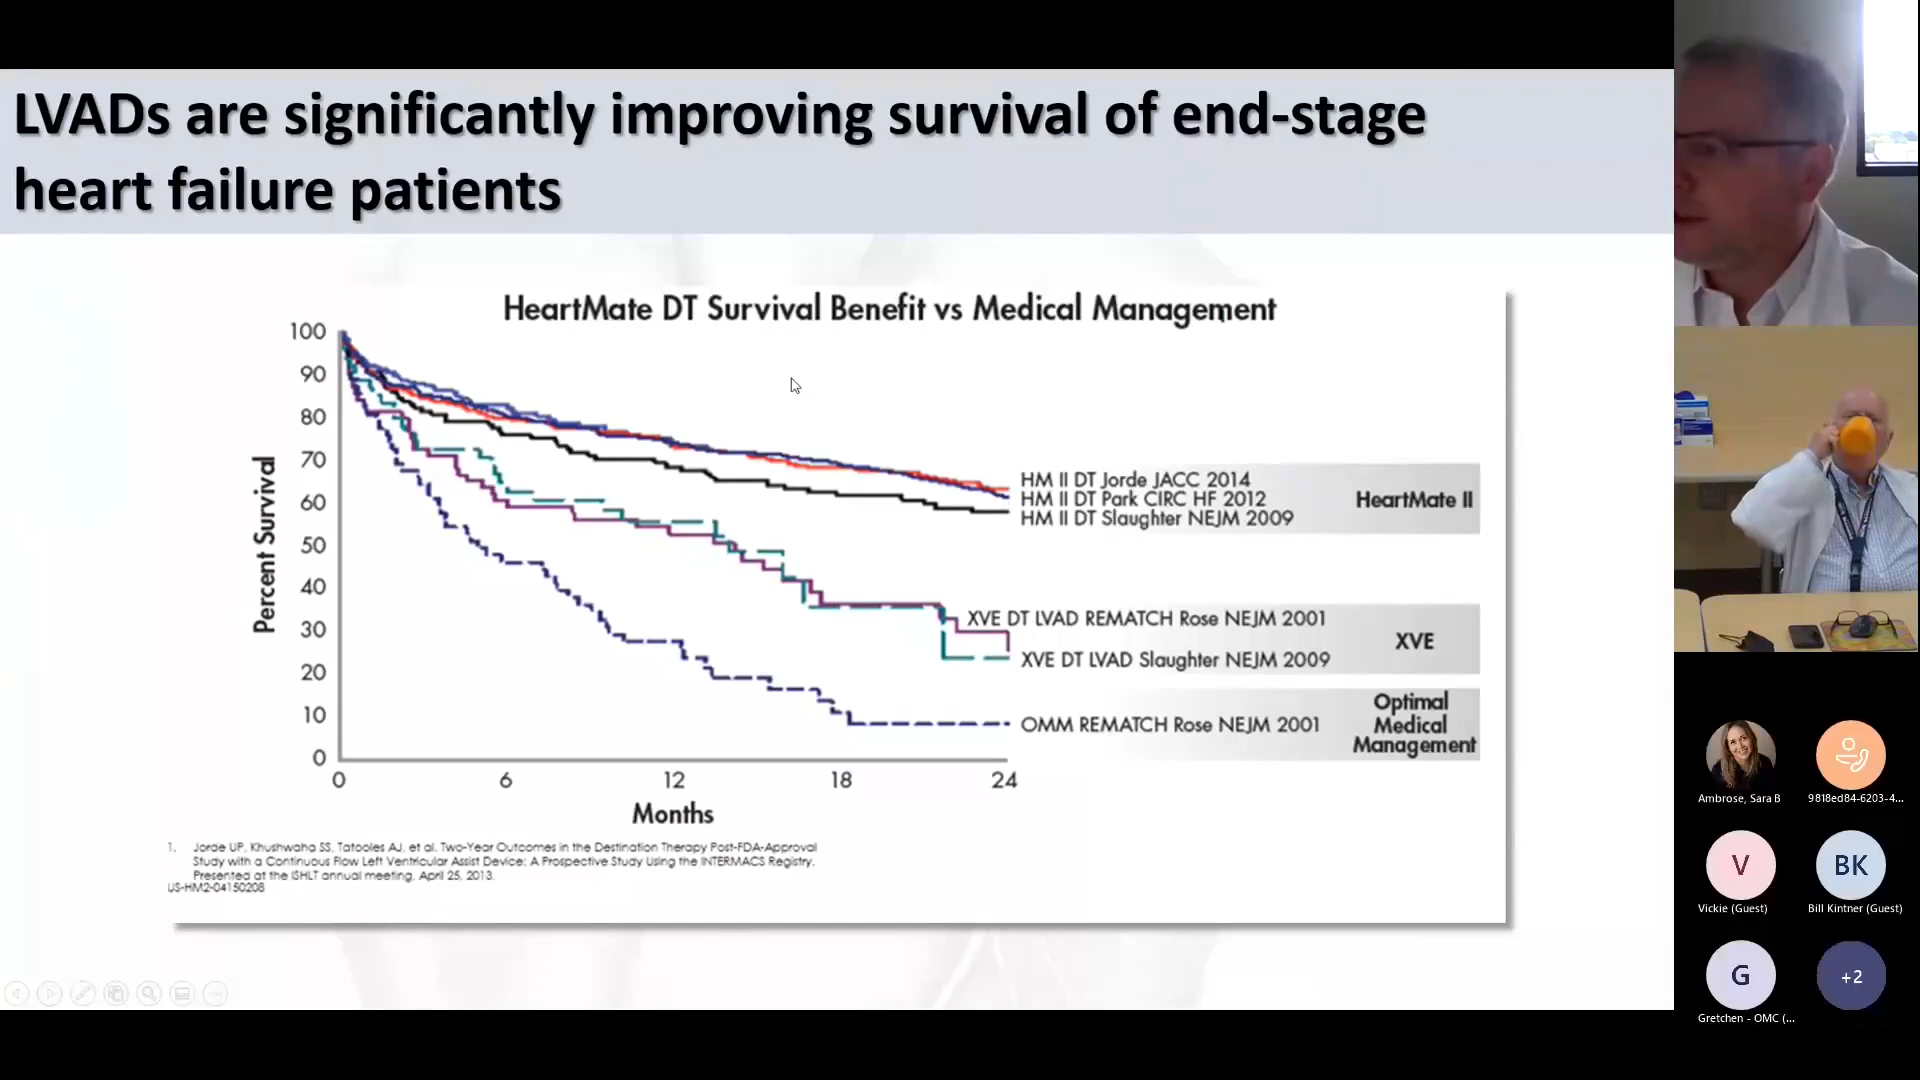 LVADs are significantly improving survival of end-stage
heart failure patients
HeartMate DT Survival Benefit vs Medical Management
100
90
80
70
60
50
40
30
20
10
0
Percent Survival
0 6 12 18 24
Months
HM II DT Jorde JACC 2014
HM II DT Park CIRC HF 2012
HM II DT Slaughter NEJM 2009
HeartMate II
XVE DT LVAD REMATCH Rose NEJM 2001
XVE DT LVAD Slaughter NEJM 2009
XVE
OMM REMATCH Rose NEJM 2001
Optimal
Medical
Management
1. Jorde UP, Khushwaha SS, Tatooles AJ, et al. Two-Year Outcomes in the Destination Therapy Post-FDA-Approval
Study with a Continuous Flow Left Ventricular Assist Device: A Prospective Study Using the INTERMACS Registry.
Presented at the ISHLT annual meeting, April 25, 2013.
US-HM2-04150208
Ambrose, Sara B
9818ed84-6203-4...
V
Vickie (Guest)
BK
Bill Kintner (Guest)
G
Gretchen - OMC (...
+2